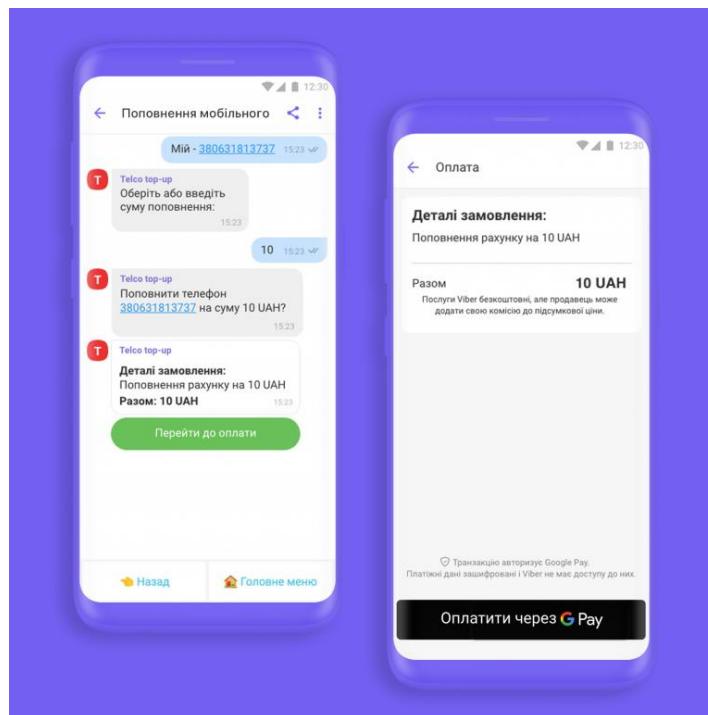 12:30
Поповнення мобільного
Мій - 380631813737 15:23
T
Telco top-up
Оберіть або введіть
суму поповнення:
15:23
10 15:23
T
Telco top-up
Поповнити телефон
380631813737 на суму 10 UAH?
15:23
T
Telco top-up
Деталі замовлення:
Поповнення рахунку на 10 UAH
Разом: 10 UAH 15:23
Перейти до оплати
Назад
Головне меню
12:30
Оплата
Деталі замовлення:
Поповнення рахунку на 10 UAH
Разом 10 UAH
Послуги Viber безкоштовні, але продавець може
додати свою комісію до підсумкової ціни.
Транзакцію авторизує Google Pay.
Платіжні дані зашифровані і Viber не має доступу до них.
Оплатити через G Pay